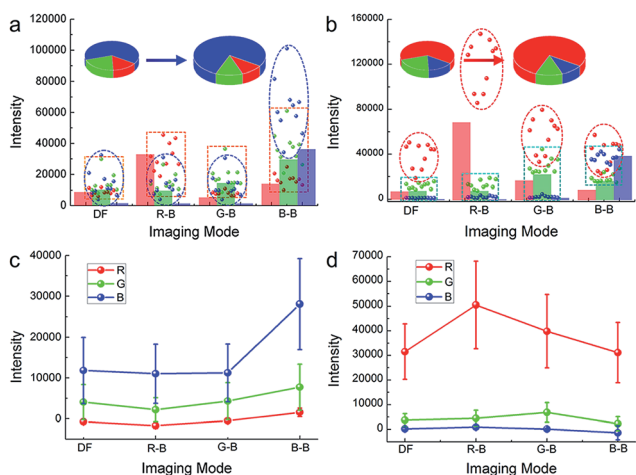 a
120000
100000
80000
60000
40000
20000
0
Intensity
DF
R-B
G-B
B-B
Imaging Mode
b
160000
120000
80000
40000
0
Intensity
DF
R-B
G-B
B-B
Imaging Mode
c
R
G
B
40000
30000
20000
10000
0
Intensity
DF
R-B
G-B
B-B
Imaging Mode
d
R
G
B
70000
60000
50000
40000
30000
20000
10000
0
Intensity
DF
R-B
G-B
B-B
Imaging Mode